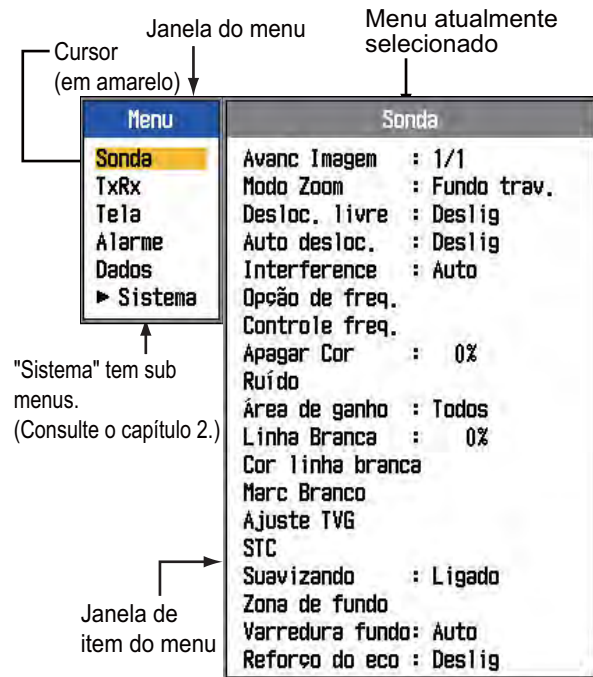 Janela do menu
Menu atualmente
selecionado
Cursor
(em amarelo)
Menu
Sonda
TxRx
Tela
Alarme
Dados
► Sistema
"Sistema" tem sub
menus.
(Consulte o capítulo 2.)
Sonda
Avanc Imagem : 1/1
Modo Zoom : Fundo trav.
Desloc. livre : Deslig
Auto desloc. : Deslig
Interference : Auto
Opção de freq.
Controle freq.
Apagar Cor : 0%
Ruído
Área de ganho : Todos
Linha Branca : 0%
Cor linha branca
Marc Branco
Ajuste TVG
STC
Suavizando : Ligado
Zona de fundo
Varredura fundo: Auto
Reforço do eco : Deslig
Janela de
item do menu